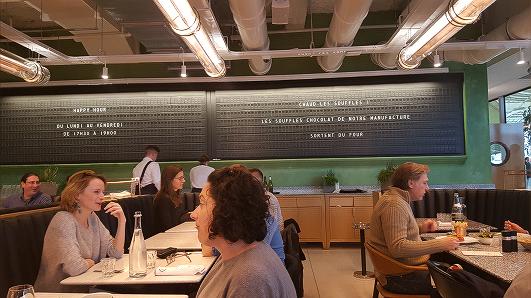 HAPPY HOUR
DU LUNDI AU VENDREDI
DE 17H30 A 19H00
CHAUD LES SOUFFLES !
LES SOUFFLES CHOCOLAT DE NOTRE MANUFACTURE
SORTENT DU FOUR